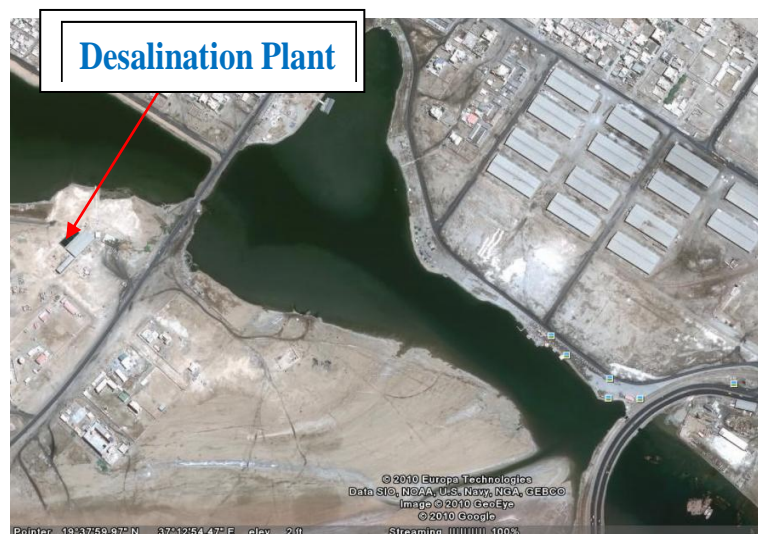 Desalination Plant
© 2010 Europa Technologies
Data SIO, NOAA, U.S. Navy, NGA, GEBCO
Image © 2010 GeoEye
© 2010 Google
Pointer 19°37'59.97" N 37°12'54.47" E elev 2 ft Streaming ||||||||| 100%